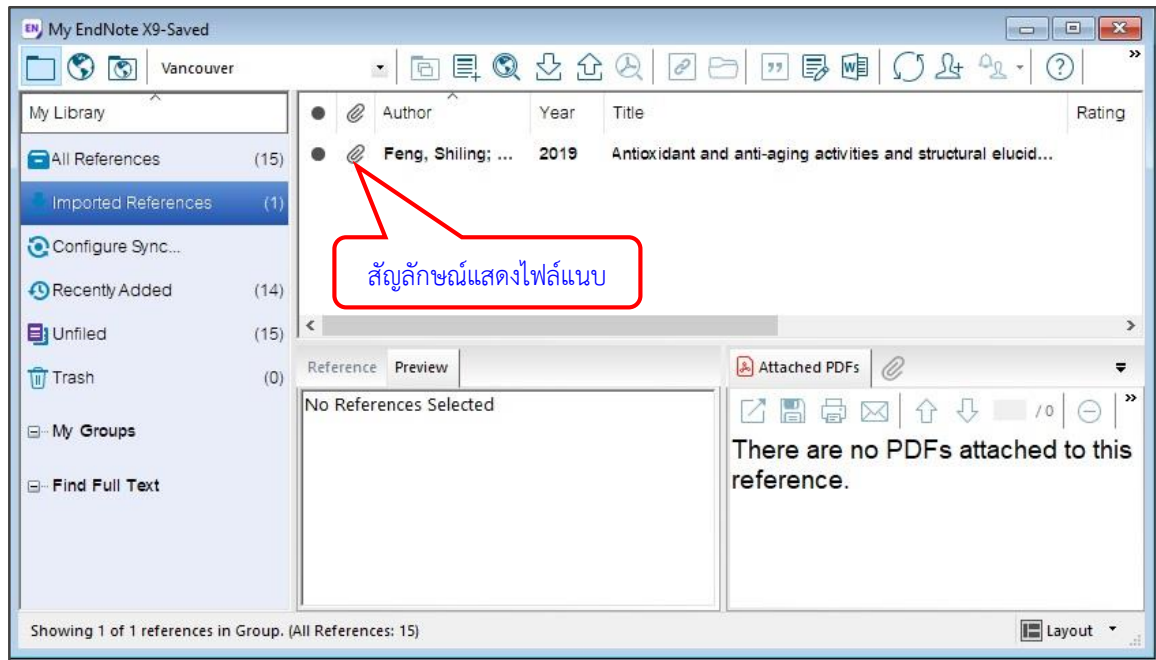 EN My EndNote X9-Saved
Vancouver
»
My Library
Author Year Title Rating
All References (15)
Feng, Shiling; ... 2019 Antioxidant and anti-aging activities and structural elucid...
Imported References (1)
Configure Sync...
สัญลักษณ์แสดงไฟล์แนบ
Recently Added (14)
Unfiled (15)
Trash (0)
Reference Preview
Attached PDFs
No References Selected
/ 0
»
There are no PDFs attached to this
reference.
My Groups
Find Full Text
Showing 1 of 1 references in Group. (All References: 15)
Layout